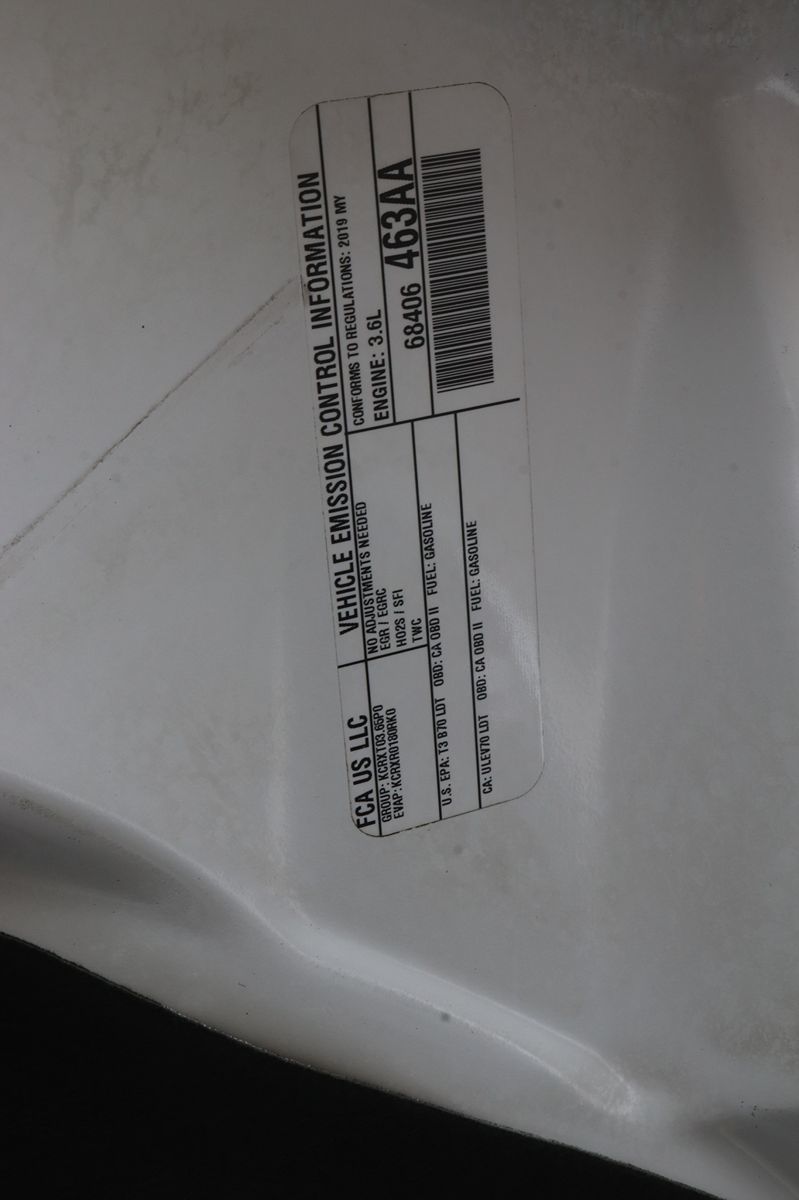 FCA US LLC VEHICLE EMISSION CONTROL INFORMATION
GROUP: KCRXT03.65P0
EVAP: KCRXR0180RK0
NO ADJUSTMENTS NEEDED
EGR / EGRC
HO2S / SFI
TWC
CONFORMS TO REGULATIONS: 2019 MY
ENGINE: 3.6L
68406 463AA
U.S. EPA: T3 B70 LDT OBD: CA OBD II FUEL: GASOLINE
CA: ULEV70 LDT OBD: CA OBD II FUEL: GASOLINE